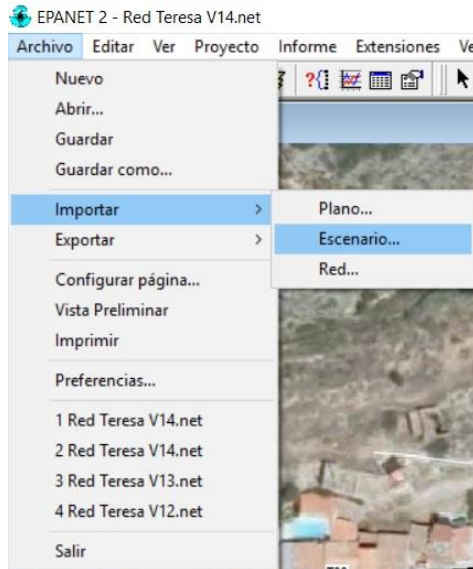 EPANET 2 - Red Teresa V14.net
Archivo Editar Ver Proyecto Informe Extensiones Ve
Nuevo
Abrir...
Guardar
Guardar como...
Importar
Plano...
Exportar
Escenario...
Red...
Configurar página...
Vista Preliminar
Imprimir
Preferencias...
1 Red Teresa V14.net
2 Red Teresa V14.net
3 Red Teresa V13.net
4 Red Teresa V12.net
Salir